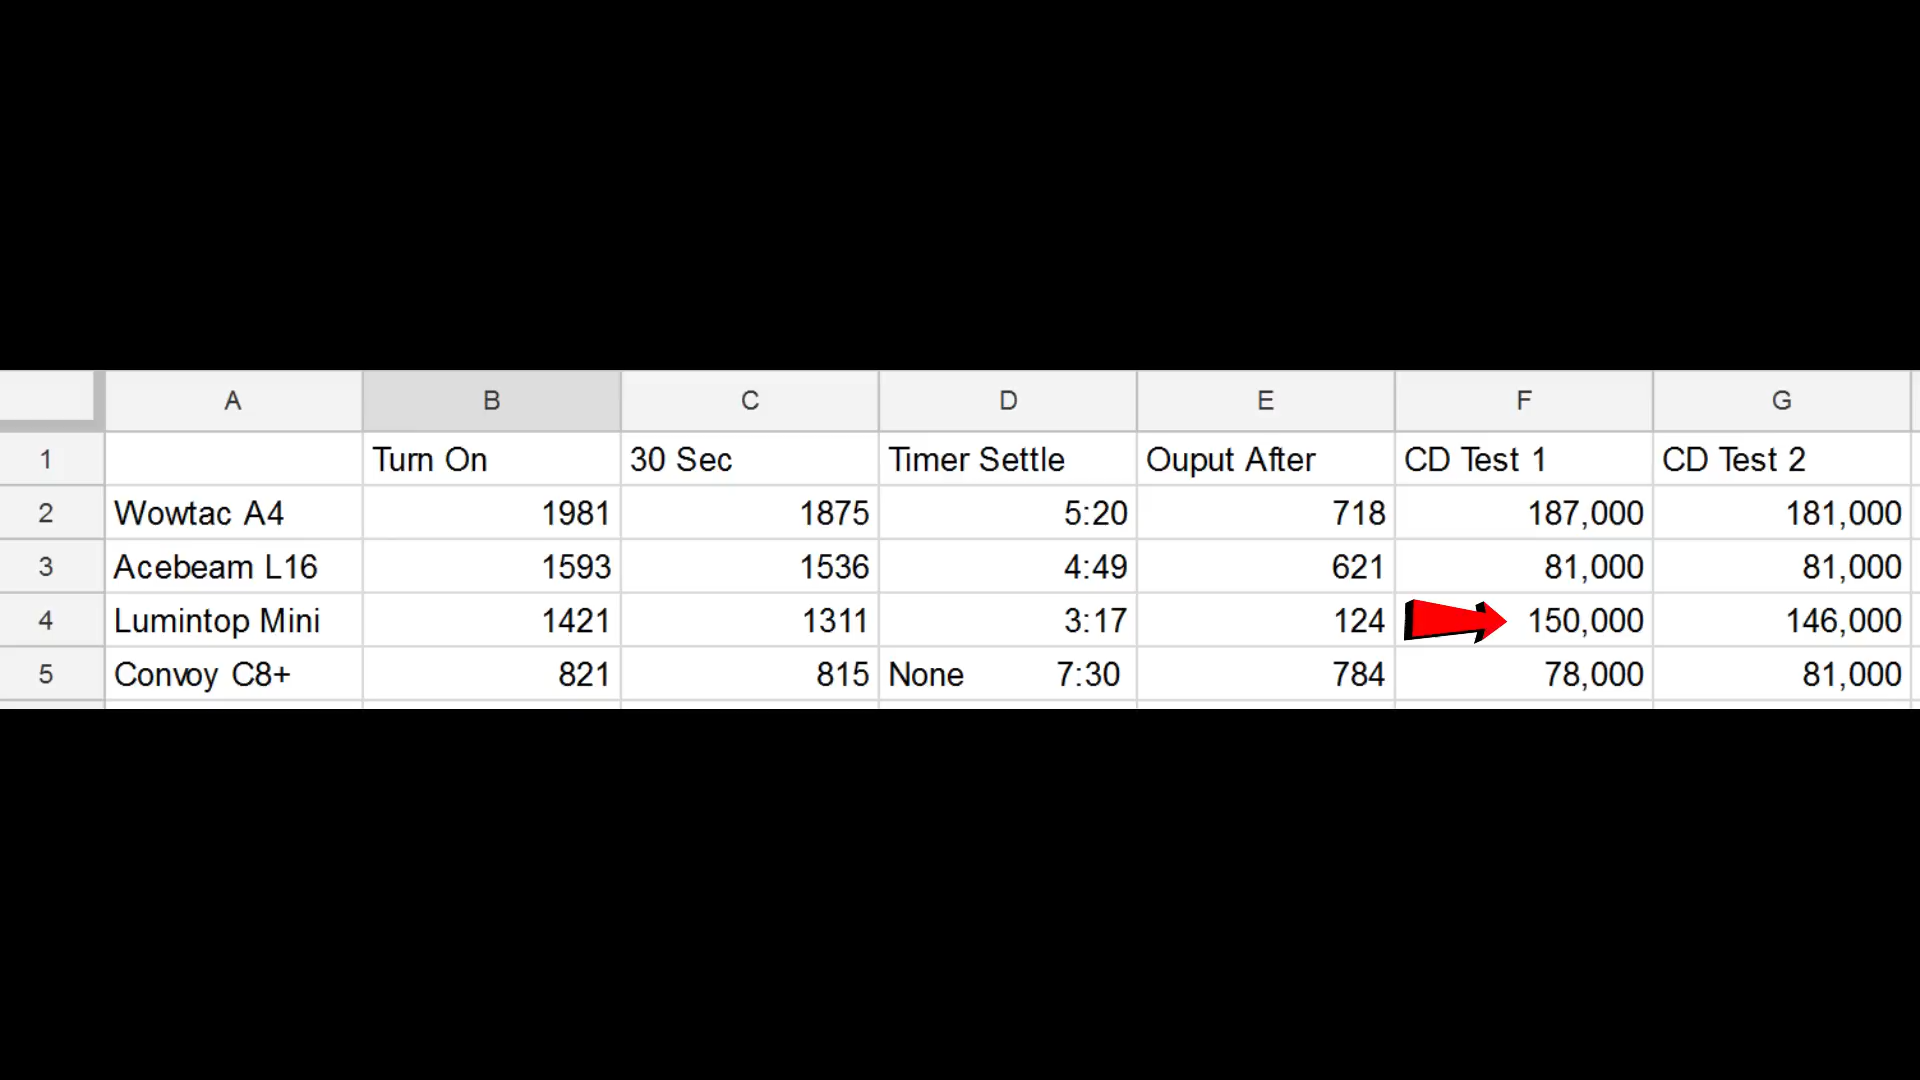 A B C D E F G
1 Turn On 30 Sec Timer Settle Ouput After CD Test 1 CD Test 2
2 Wowtac A4 1981 1875 5:20 718 187,000 181,000
3 Acebeam L16 1593 1536 4:49 621 81,000 81,000
4 Lumintop Mini 1421 1311 3:17 124 150,000 146,000
5 Convoy C8+ 821 815 None 7:30 784 78,000 81,000